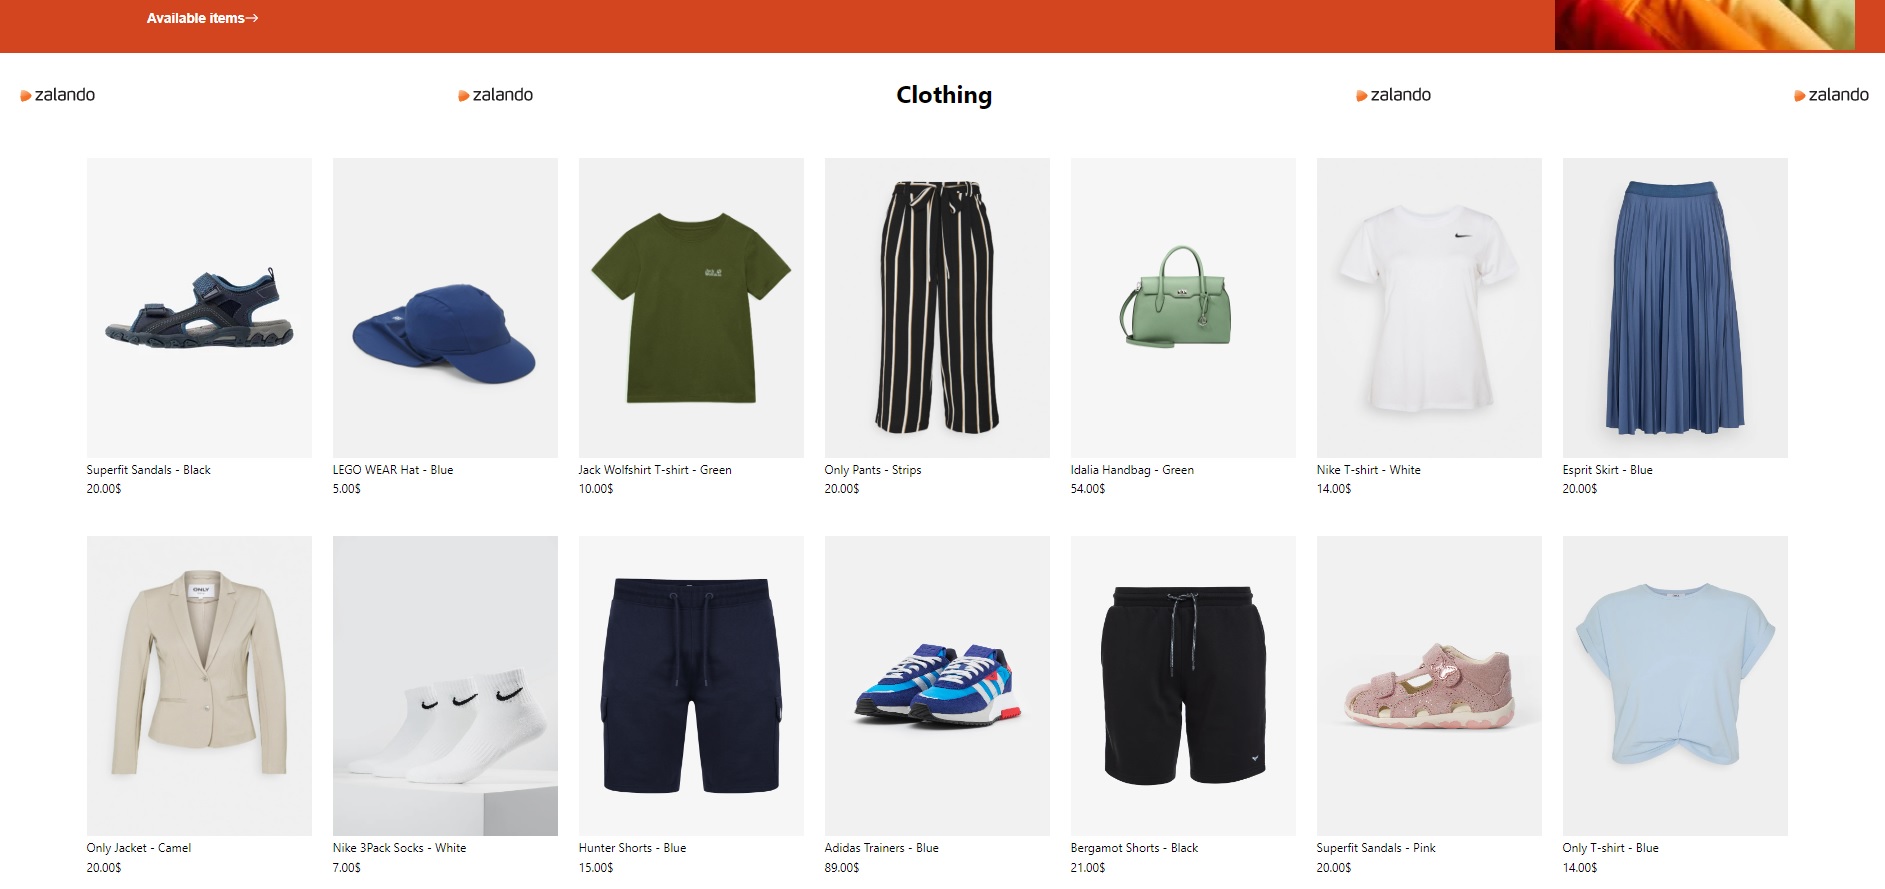 Available items→
zalando
zalando
Clothing
zalando
zalando
Superfit Sandals - Black
20.00$
LEGO WEAR Hat - Blue
5.00$
Jack Wolfshirt T-shirt - Green
10.00$
Only Pants - Strips
20.00$
Idalia Handbag - Green
54.00$
Nike T-shirt - White
14.00$
Esprit Skirt - Blue
20.00$
ONLY
Only Jacket - Camel
20.00$
Nike 3Pack Socks - White
7.00$
Hunter Shorts - Blue
15.00$
Adidas Trainers - Blue
89.00$
Bergamot Shorts - Black
21.00$
Superfit Sandals - Pink
20.00$
Only T-shirt - Blue
14.00$